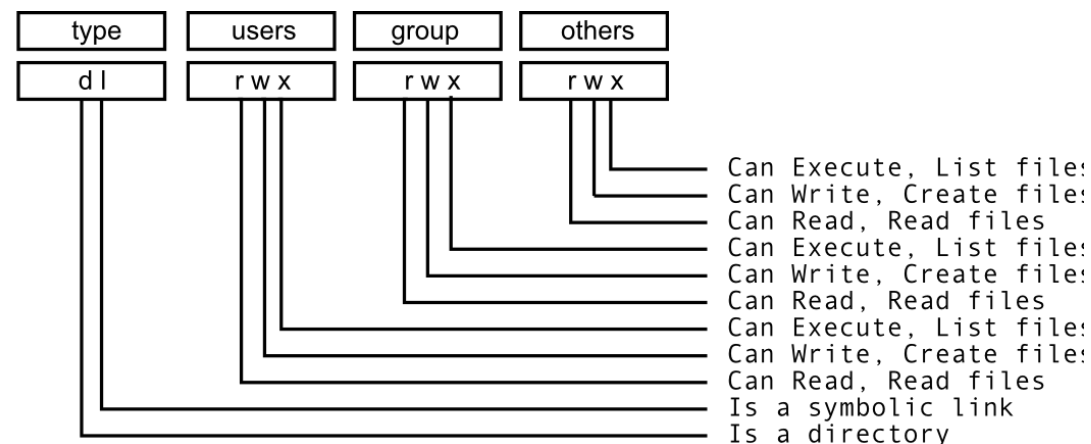 type users group others
d l r w x r w x r w x
Can Execute, List files
Can Write, Create files
Can Read, Read files
Can Execute, List files
Can Write, Create files
Can Read, Read files
Can Execute, List files
Can Write, Create files
Can Read, Read files
Is a symbolic link
Is a directory